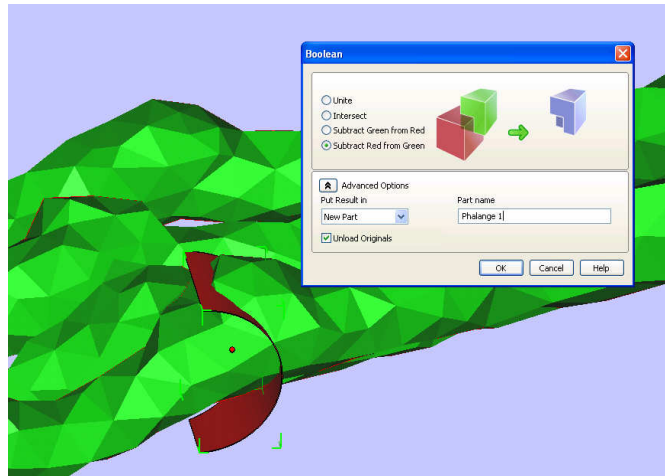 Boolean
Unite
Intersect
Subtract Green from Red
Subtract Red from Green
Advanced Options
Put Result in
Part name
New Part
Phalange 1
Unload Originals
OK
Cancel
Help